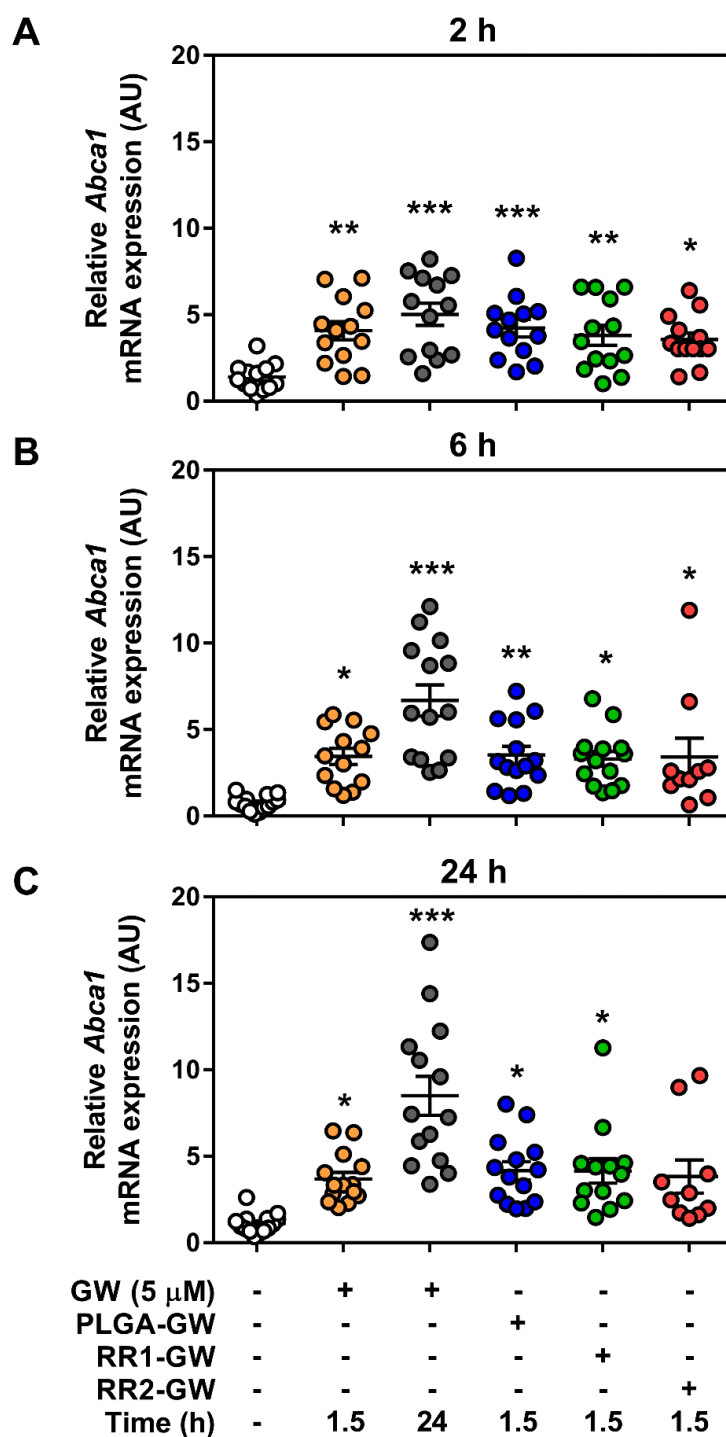 A
2 h
Relative Abca1
mRNA expression (AU)
20
15
10
5
0
** *** *** ** *
B
6 h
Relative Abca1
mRNA expression (AU)
20
15
10
5
0
* *** ** * *
C
24 h
Relative Abca1
mRNA expression (AU)
20
15
10
5
0
* *** * *
GW (5 μM) - + + - - -
PLGA-GW - - - + - -
RR1-GW - - - - + -
RR2-GW - - - - - +
Time (h) - 1.5 24 1.5 1.5 1.5